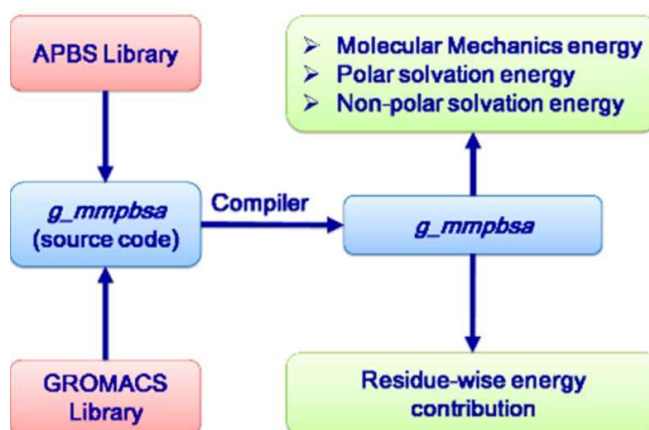 APBS Library
➢ Molecular Mechanics energy
➢ Polar solvation energy
➢ Non-polar solvation energy
g_mmpbsa
(source code)
Compiler
g_mmpbsa
GROMACS
Library
Residue-wise energy
contribution